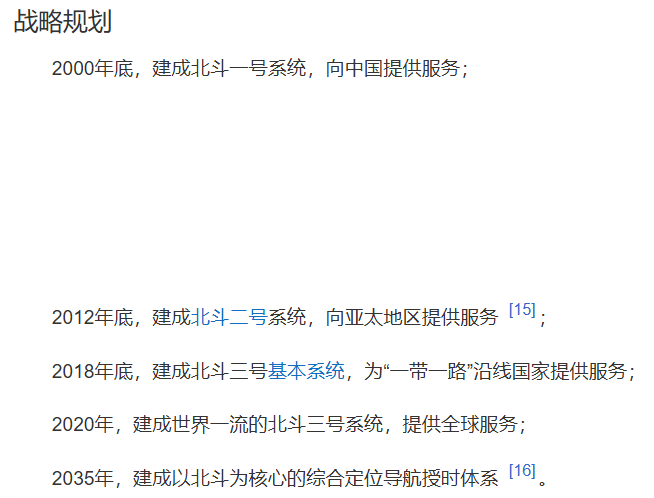 战略规划
2000年底，建成北斗一号系统，向中国提供服务；
2012年底，建成北斗二号系统，向亚太地区提供服务 [15]；
2018年底，建成北斗三号基本系统，为“一带一路”沿线国家提供服务；
2020年，建成世界一流的北斗三号系统，提供全球服务；
2035年，建成以北斗为核心的综合定位导航授时体系 [16]。